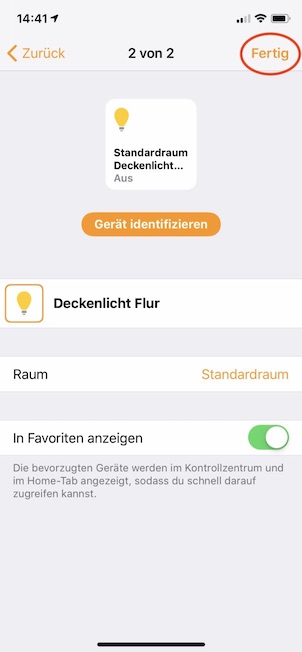 14:41
Zurück
2 von 2
Fertig
Standardraum
Deckenlicht...
Aus
Gerät identifizieren
Deckenlicht Flur
Raum
Standardraum
In Favoriten anzeigen
Die bevorzugten Geräte werden im Kontrollzentrum und
im Home-Tab angezeigt, sodass du schnell darauf
zugreifen kannst.